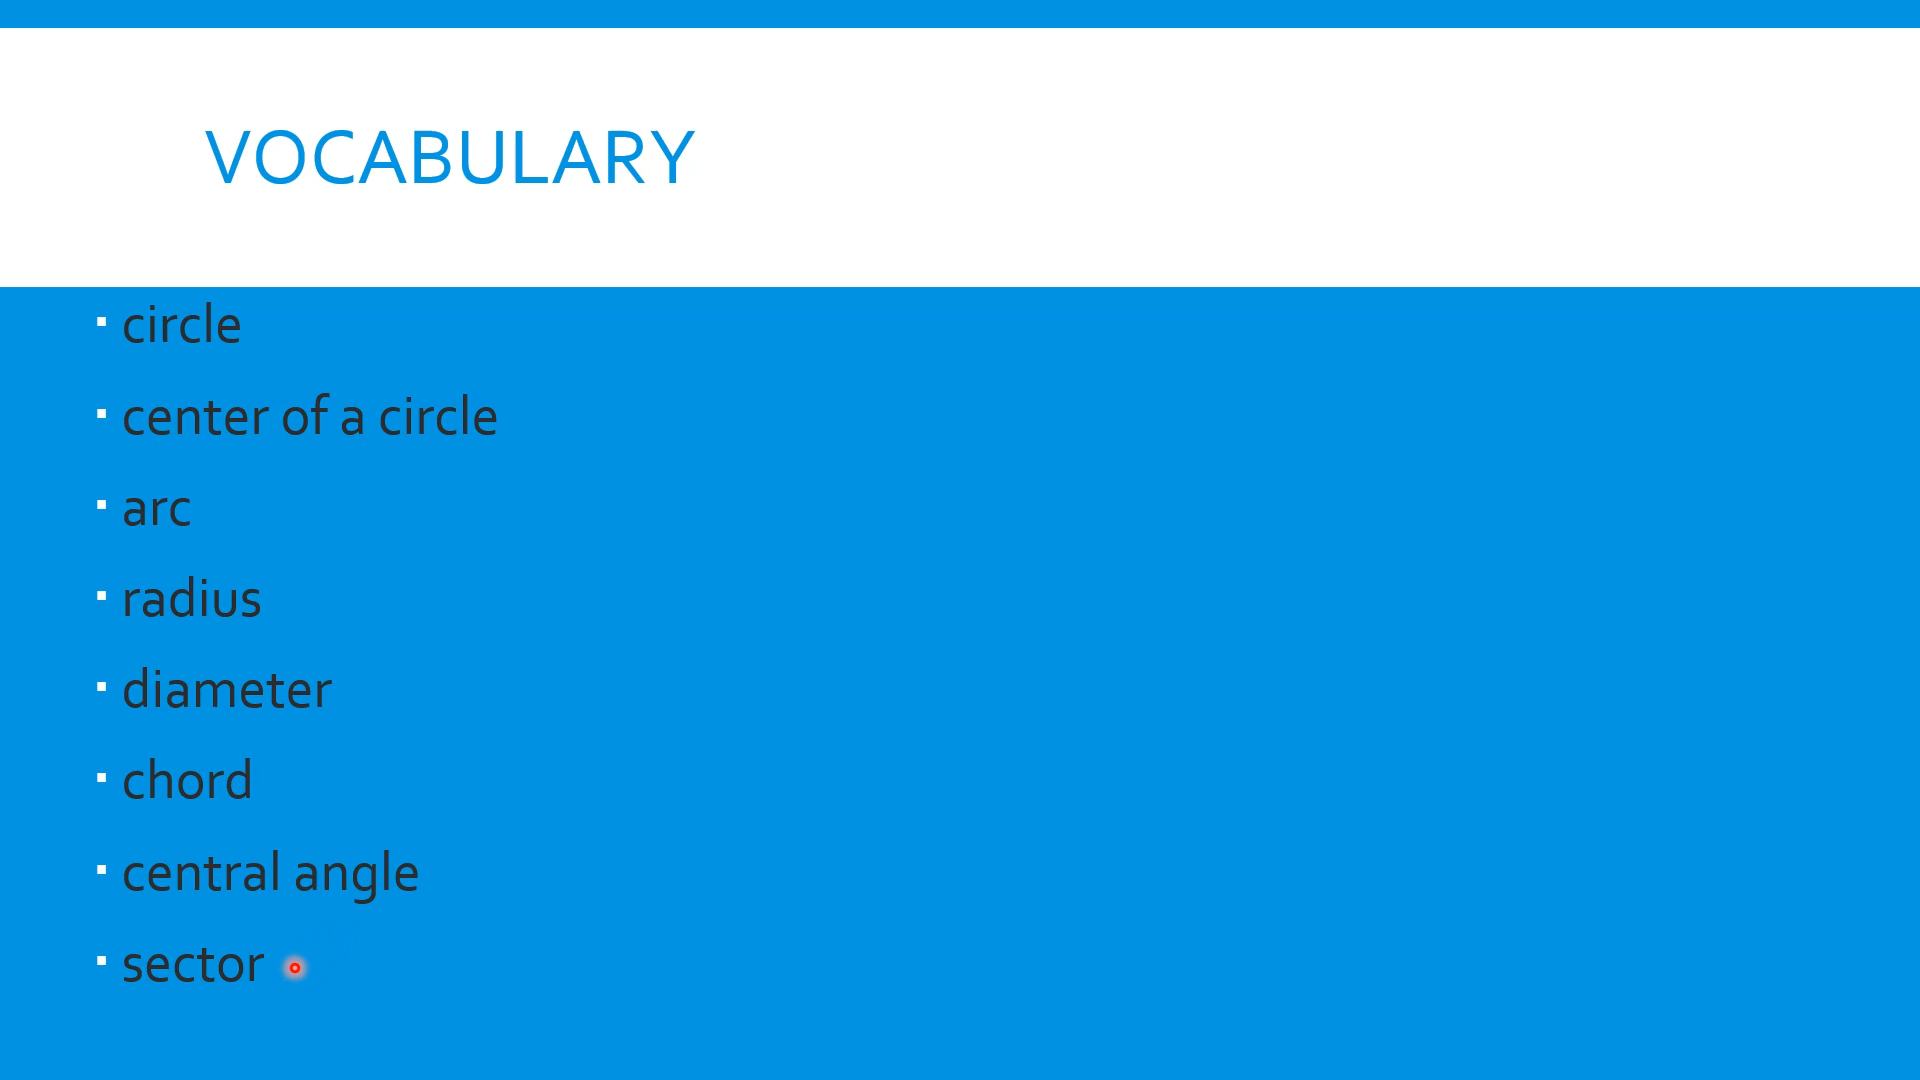 VOCABULARY
circle
center of a circle
arc
radius
diameter
chord
central angle
sector